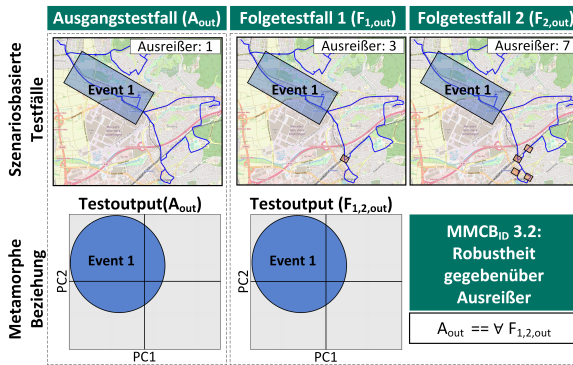 Ausgangstestfall (Aout)
Folgetestfall 1 (F1,out)
Folgetestfall 2 (F2,out)
Szenariosbasierte
Testfälle
Ausreißer: 1
Event 1
Ausreißer: 3
Event 1
Ausreißer: 7
Event 1
Metamorphe
Beziehung
Testoutput(Aout)
Event 1
PC2
PC1
Testoutput (F1,2,out)
Event 1
PC2
PC1
MMCBID 3.2:
Robustheit
gegebenüber
Ausreißer
Aout == ∀ F1,2,out